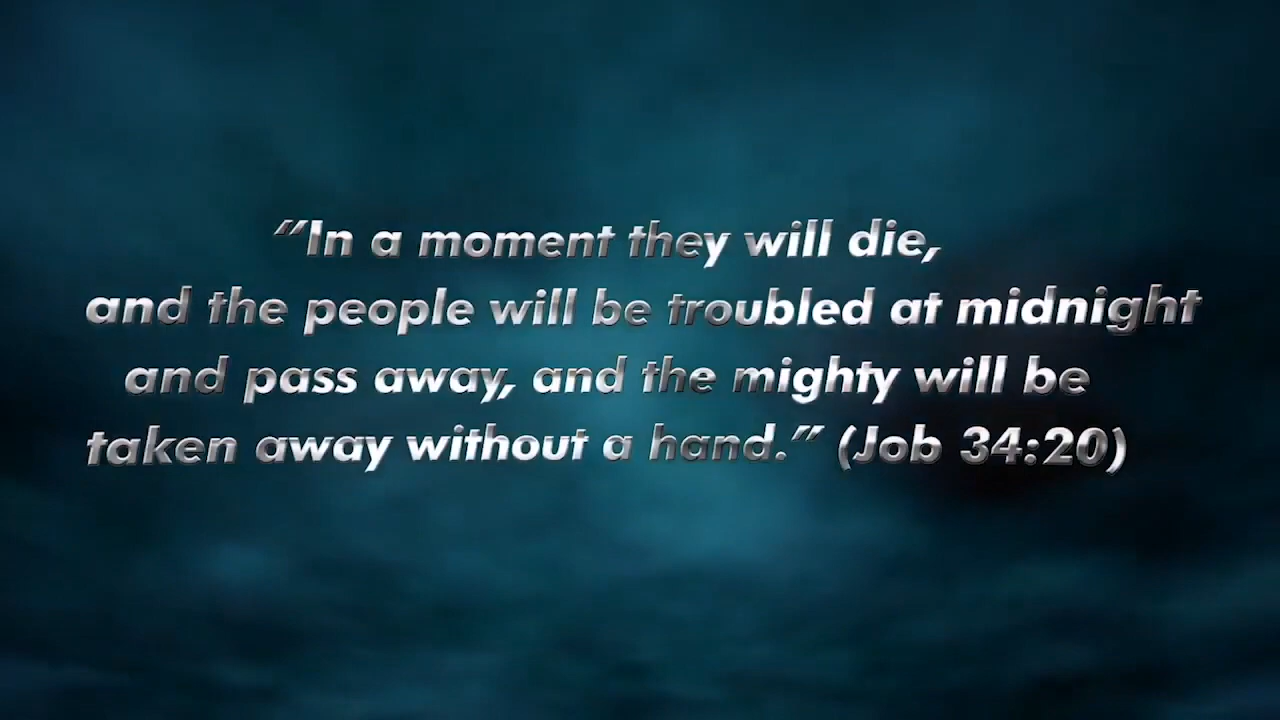 “In a moment they will die,
and the people will be troubled at midnight
and pass away, and the mighty will be
taken away without a hand.” (Job 34:20)